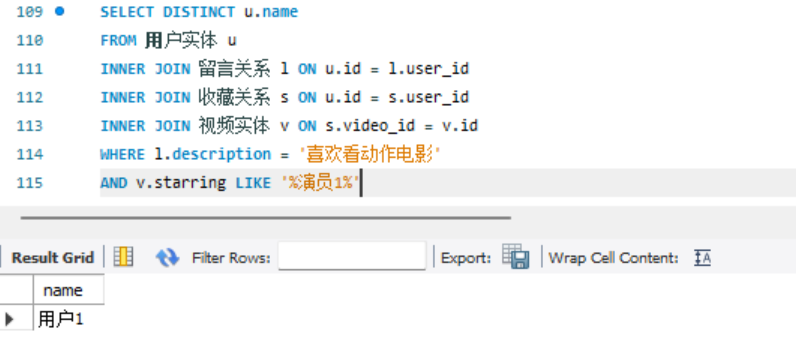 109 SELECT DISTINCT u.name
110 FROM 用户实体 u
111 INNER JOIN 留言关系 l ON u.id = l.user_id
112 INNER JOIN 收藏关系 s ON u.id = s.user_id
113 INNER JOIN 视频实体 v ON s.video_id = v.id
114 WHERE l.description = '喜欢看动作电影'
115 AND v.starring LIKE '%演员1%'
Result Grid Filter Rows: Export: Wrap Cell Content: IA
name
用户1